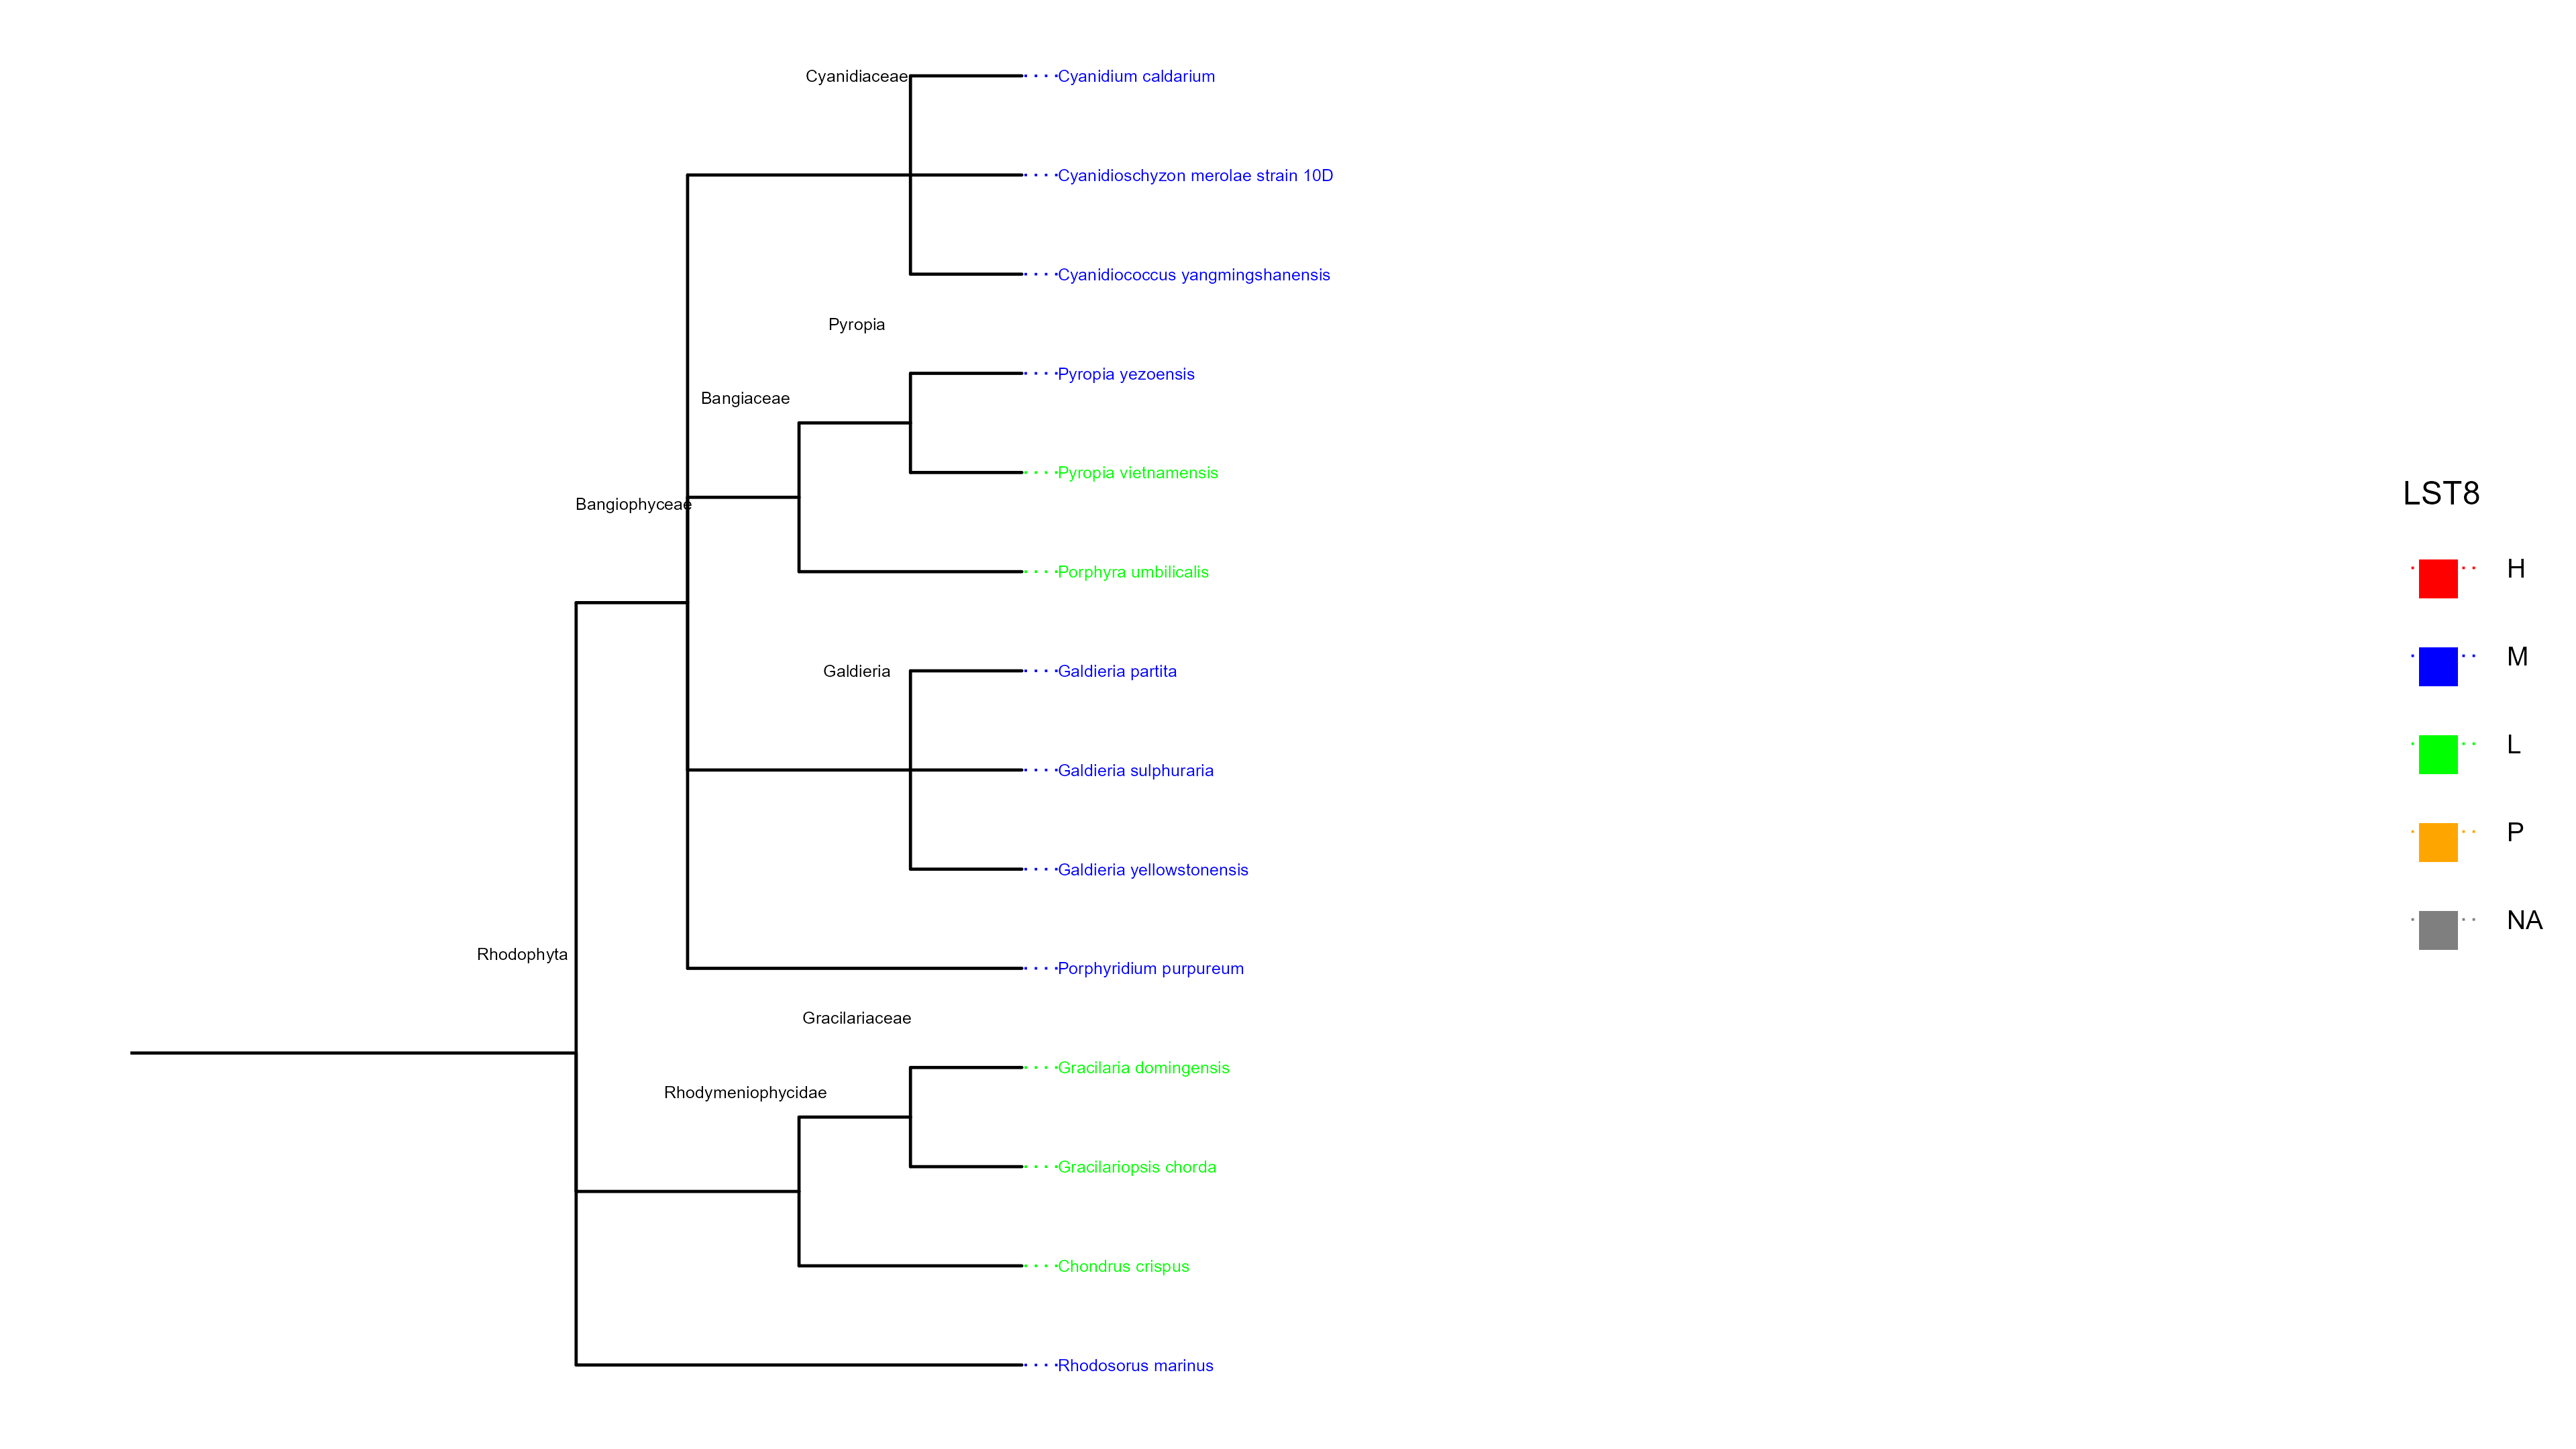 Cyanidiaceae
Cyanidium caldarium
Cyanidioschyzon merolae strain 10D
Cyanidiococcus yangmingshanensis
Pyropia
Pyropia yezoensis
Bangiaceae
Pyropia vietnamensis
Bangiophyceae
Porphyra umbilicalis
Galdieria
Galdieria partita
Galdieria sulphuraria
Galdieria yellowstonensis
Rhodophyta
Porphyridium purpureum
Gracilariaceae
Gracilaria domingensis
Rhodymeniophycidae
Gracilariopsis chorda
Chondrus crispus
Rhodosorus marinus
LST8
H
M
L
P
NA